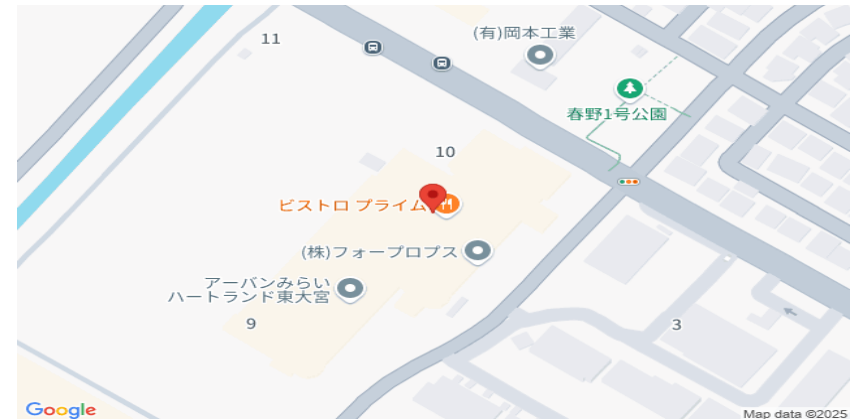 11
(有)岡本工業
春野1号公園
10
ビストロ プライム
(株)フォープロプス
アーバンみらい
ハートランド東大宮
9
3
Google
Map data ©2025